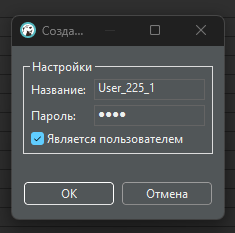 Созда...
Настройки
Название: User_225_1
Пароль: ●●●●
Является пользователем
OK Отмена